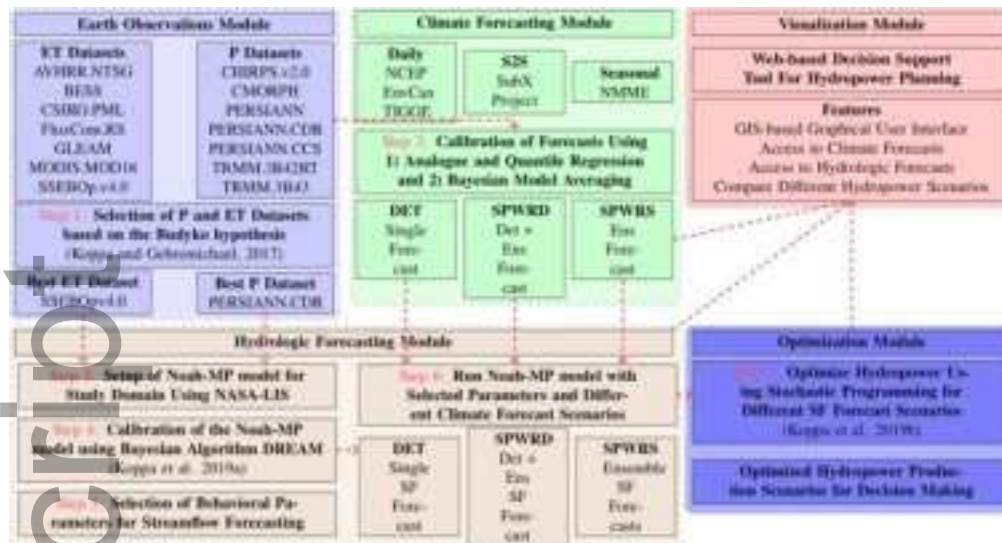 Earth Observations Module
ET Datasets
AVHRR.NTSG
BESS
CSIRO.PML
FluxCom.RS
GLEAM
MODIS.MOD16
SSEBOp.v4.0
P Datasets
CHIRPS.v2.0
CMORPH
PERSIANN
PERSIANN.CDR
PERSIANN.CCS
TRMM.3B42RT
TRMM.3B43
Selection of P and ET Datasets
based on the Budyko hypothesis
(Koppa and Gebremichael, 2017)
Best ET Dataset
SSEBOpv4.0
Best P Dataset
PERSIANN.CDR
Climate Forecasting Module
Daily
NCEP
EnvCan
TIGGE
S2S
SubX
Project
Seasonal
NMME
Step 2: Calibration of Forecasts Using
1) Analogue and Quantile Regression
and 2) Bayesian Model Averaging
DET
Single
Fore-
cast
SPWRD
Det +
Ens
Fore-
cast
SPWRS
Ens
Fore-
cast
Visualization Module
Web-based Decision Support
Tool For Hydropower Planning
Features
GIS-based Graphical User Interface
Access to Climate Forecasts
Access to Hydrologic Forecasts
Compare Different Hydropower Scenarios
Hydrologic Forecasting Module
Setup of Noah-MP model for
Study Domain Using NASA-LIS
Calibration of the Noah-MP
model using Bayesian Algorithm DREAM
(Koppa et al. 2019a)
Selection of Behavioral Pa-
rameters for Streamflow Forecasting
Step 6: Run Noah-MP model with
Selected Parameters and Differ-
ent Climate Forecast Scenarios
DET
Single
SF
Fore-
cast
SPWRD
Det +
Ens
SF
Fore-
cast
SPWRS
Ensemble
SF
Fore-
casts
Optimization Module
Optimize Hydropower Us-
ing Stochastic Programming for
Different SF Forecast Scenarios
(Koppa et al. 2019b)
Optimized Hydropower Produc-
tion Scenarios for Decision Making
cript